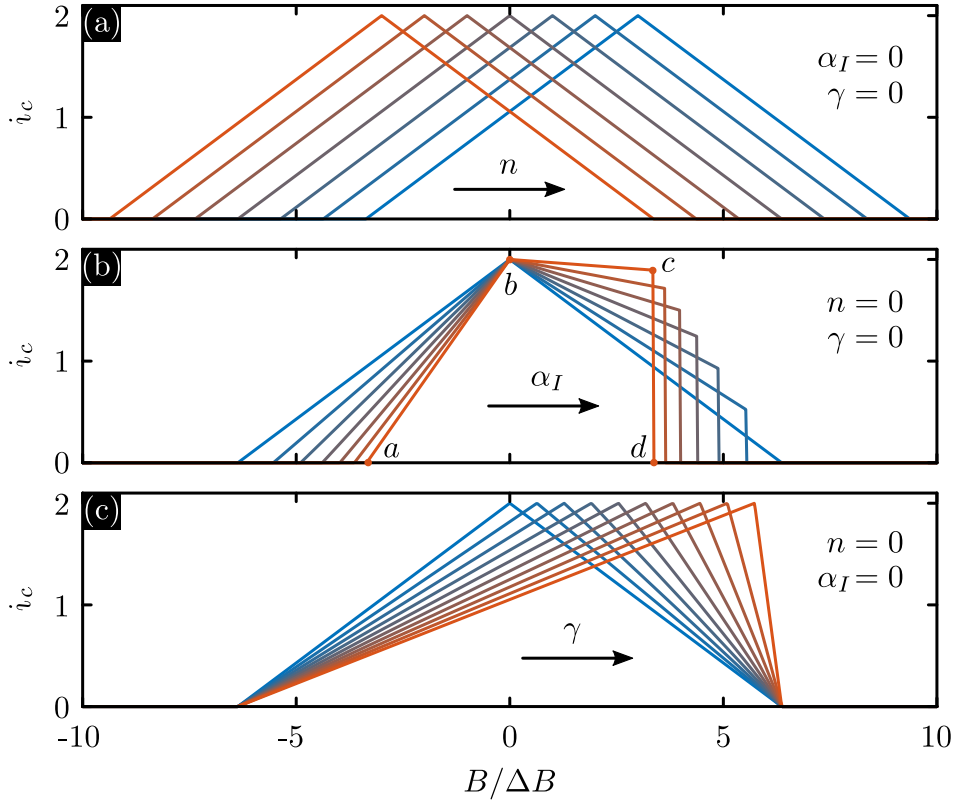 (a)
2
1
0
i_c
α_I = 0
γ = 0
n
(b)
2
1
0
i_c
n = 0
γ = 0
b
c
α_I
a
d
(c)
2
1
0
i_c
n = 0
α_I = 0
γ
-10 -5 0 5 10
B/ΔB